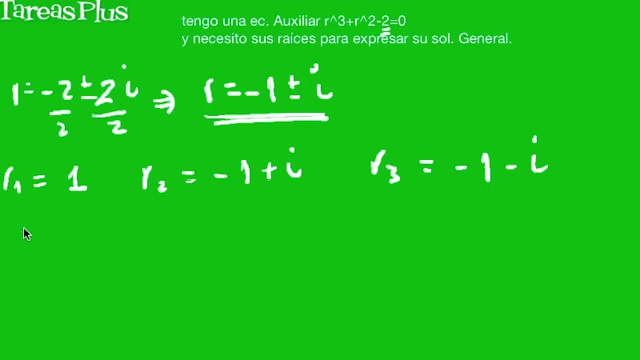 TareasPlus
tengo una ec. Auxiliar r^3+r^2-2=0
y necesito sus raíces para expresar su sol. General.
r = -2/2 ± 2i/2 ⇒ r = -1 ± i
r₁ = 1 r₂ = -1 + i r₃ = -1 - i